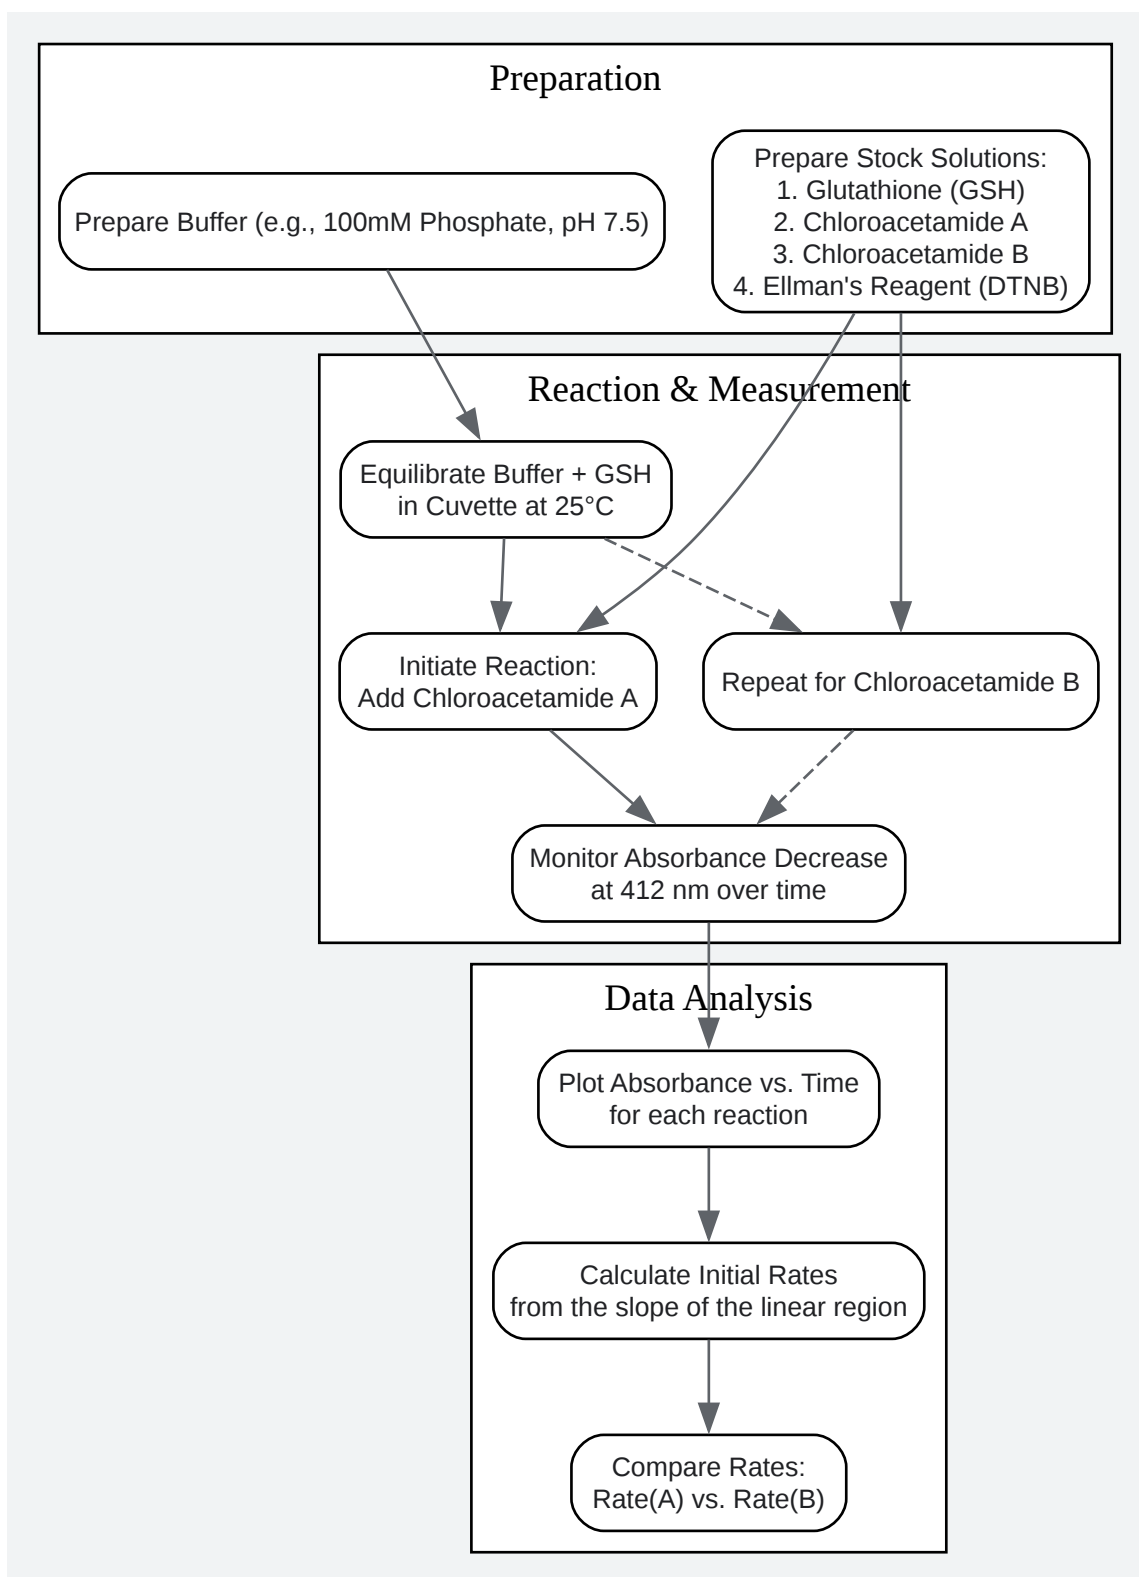 Preparation
Prepare Buffer (e.g., 100mM Phosphate, pH 7.5)
Prepare Stock Solutions:
1. Glutathione (GSH)
2. Chloroacetamide A
3. Chloroacetamide B
4. Ellman's Reagent (DTNB)
Reaction & Measurement
Equilibrate Buffer + GSH
in Cuvette at 25°C
Initiate Reaction:
Add Chloroacetamide A
Repeat for Chloroacetamide B
Monitor Absorbance Decrease
at 412 nm over time
Data Analysis
Plot Absorbance vs. Time
for each reaction
Calculate Initial Rates
from the slope of the linear region
Compare Rates:
Rate(A) vs. Rate(B)